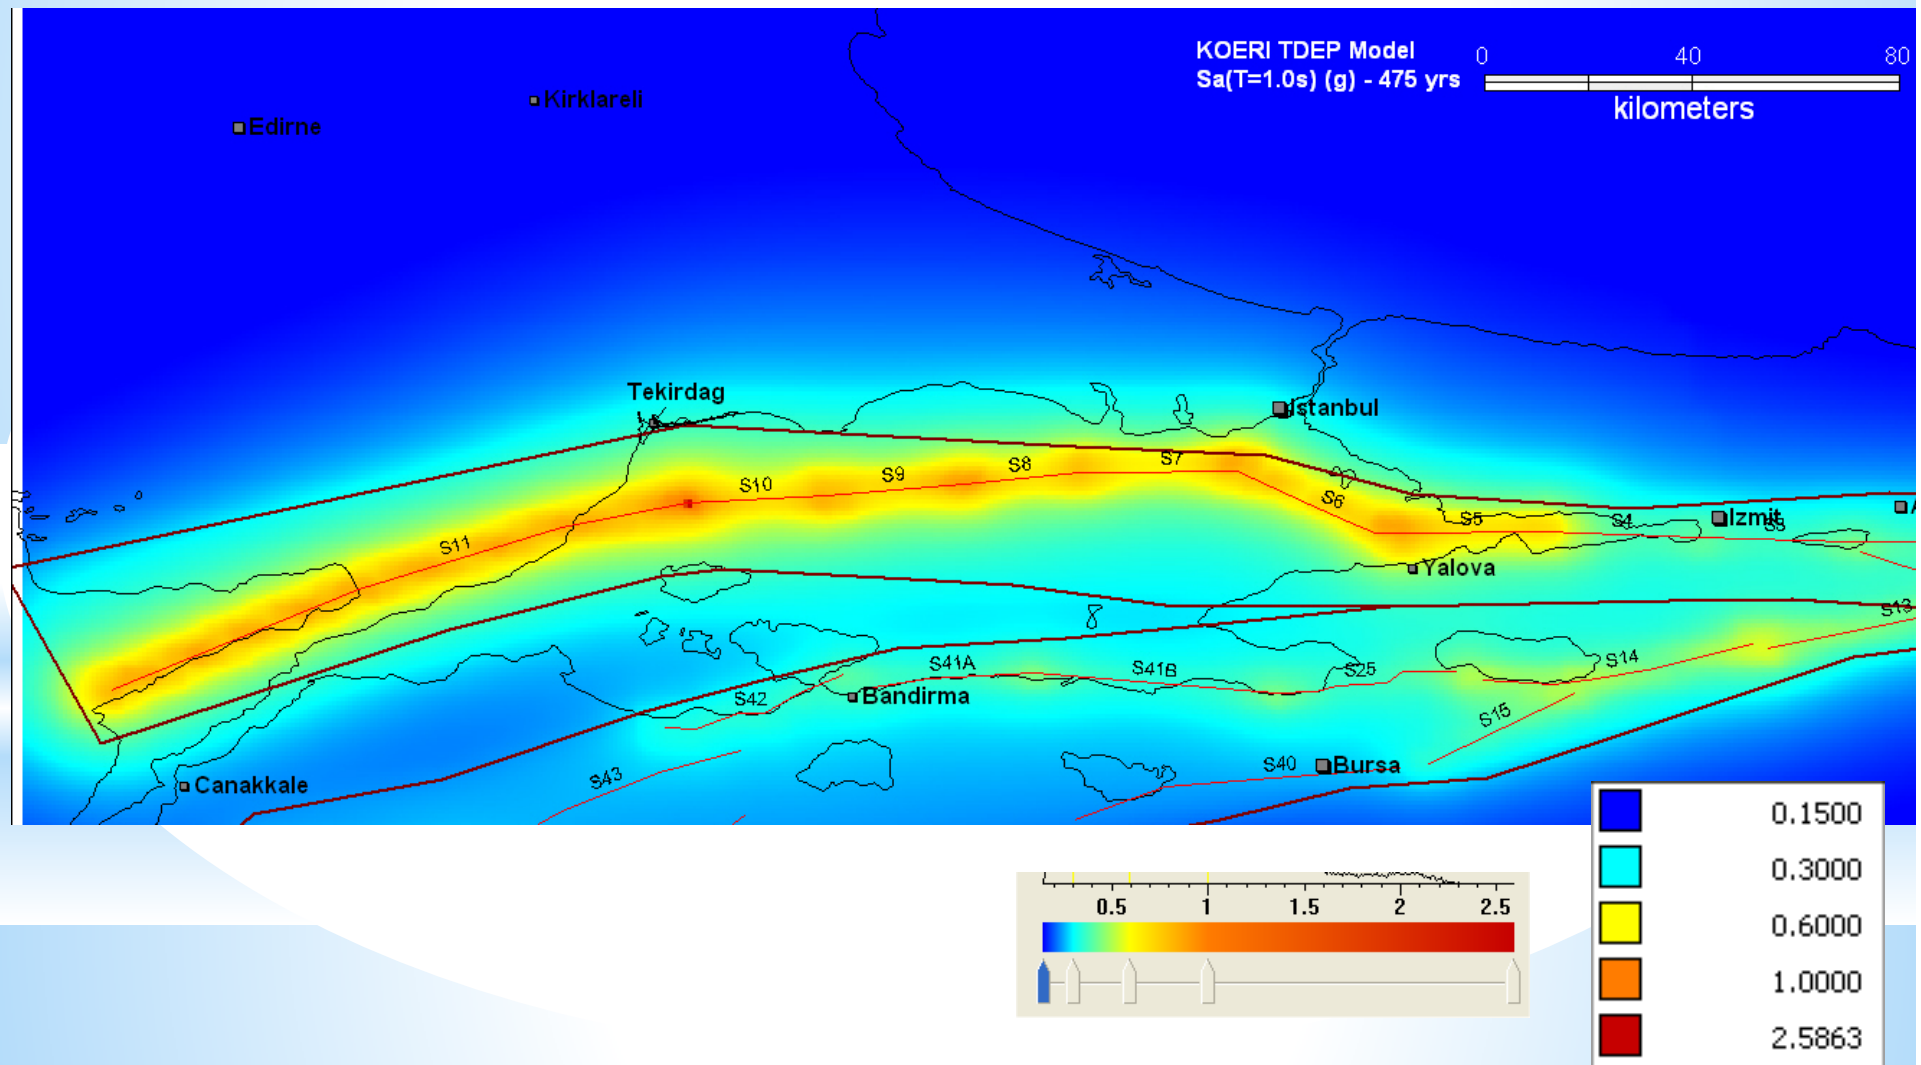 KOERI TDEP Model
Sa(T=1.0s) (g) - 475 yrs
0 40 80
kilometers
Kirklareli
Edirne
Tekirdag
Istanbul
S10
S9
S8
S7
S6
S5
S4
Izmit
S3
A
S11
Yalova
S13
S41A
S41B
S25
S14
S42
Bandirma
S15
S43
S40
Bursa
Canakkale
0.1500
0.3000
0.6000
1.0000
2.5863
0.5 1 1.5 2 2.5